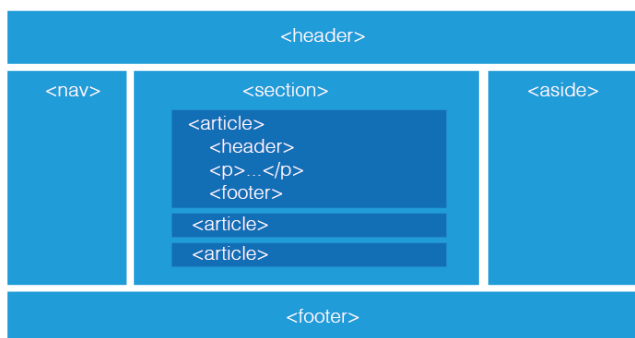 <header>
<nav>
<section>
<article>
<header>
<p>...</p>
<footer>
<article>
<article>
<aside>
<footer>